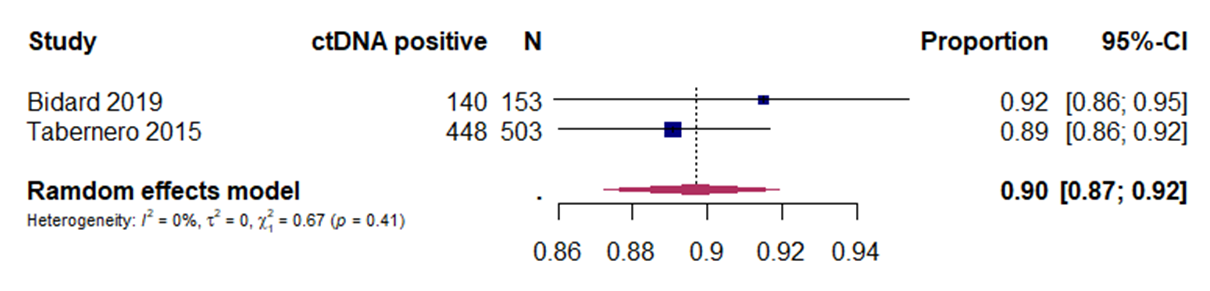 Study ctDNA positive N Proportion 95%-CI
Bidard 2019 140 153 0.92 [0.86; 0.95]
Tabernero 2015 448 503 0.89 [0.86; 0.92]
Ramdom effects model . 0.90 [0.87; 0.92]
Heterogeneity: I² = 0%, τ² = 0, χ²₁ = 0.67 (p = 0.41)
0.86 0.88 0.9 0.92 0.94